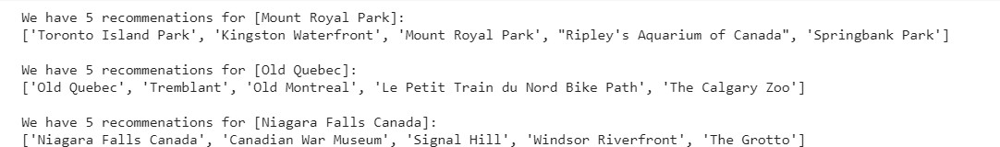 We have 5 recommenations for [Mount Royal Park]:
['Toronto Island Park', 'Kingston Waterfront', 'Mount Royal Park', "Ripley's Aquarium of Canada", 'Springbank Park']
We have 5 recommenations for [Old Quebec]:
['Old Quebec', 'Tremblant', 'Old Montreal', 'Le Petit Train du Nord Bike Path', 'The Calgary Zoo']
We have 5 recommenations for [Niagara Falls Canada]:
['Niagara Falls Canada', 'Canadian War Museum', 'Signal Hill', 'Windsor Riverfront', 'The Grotto']